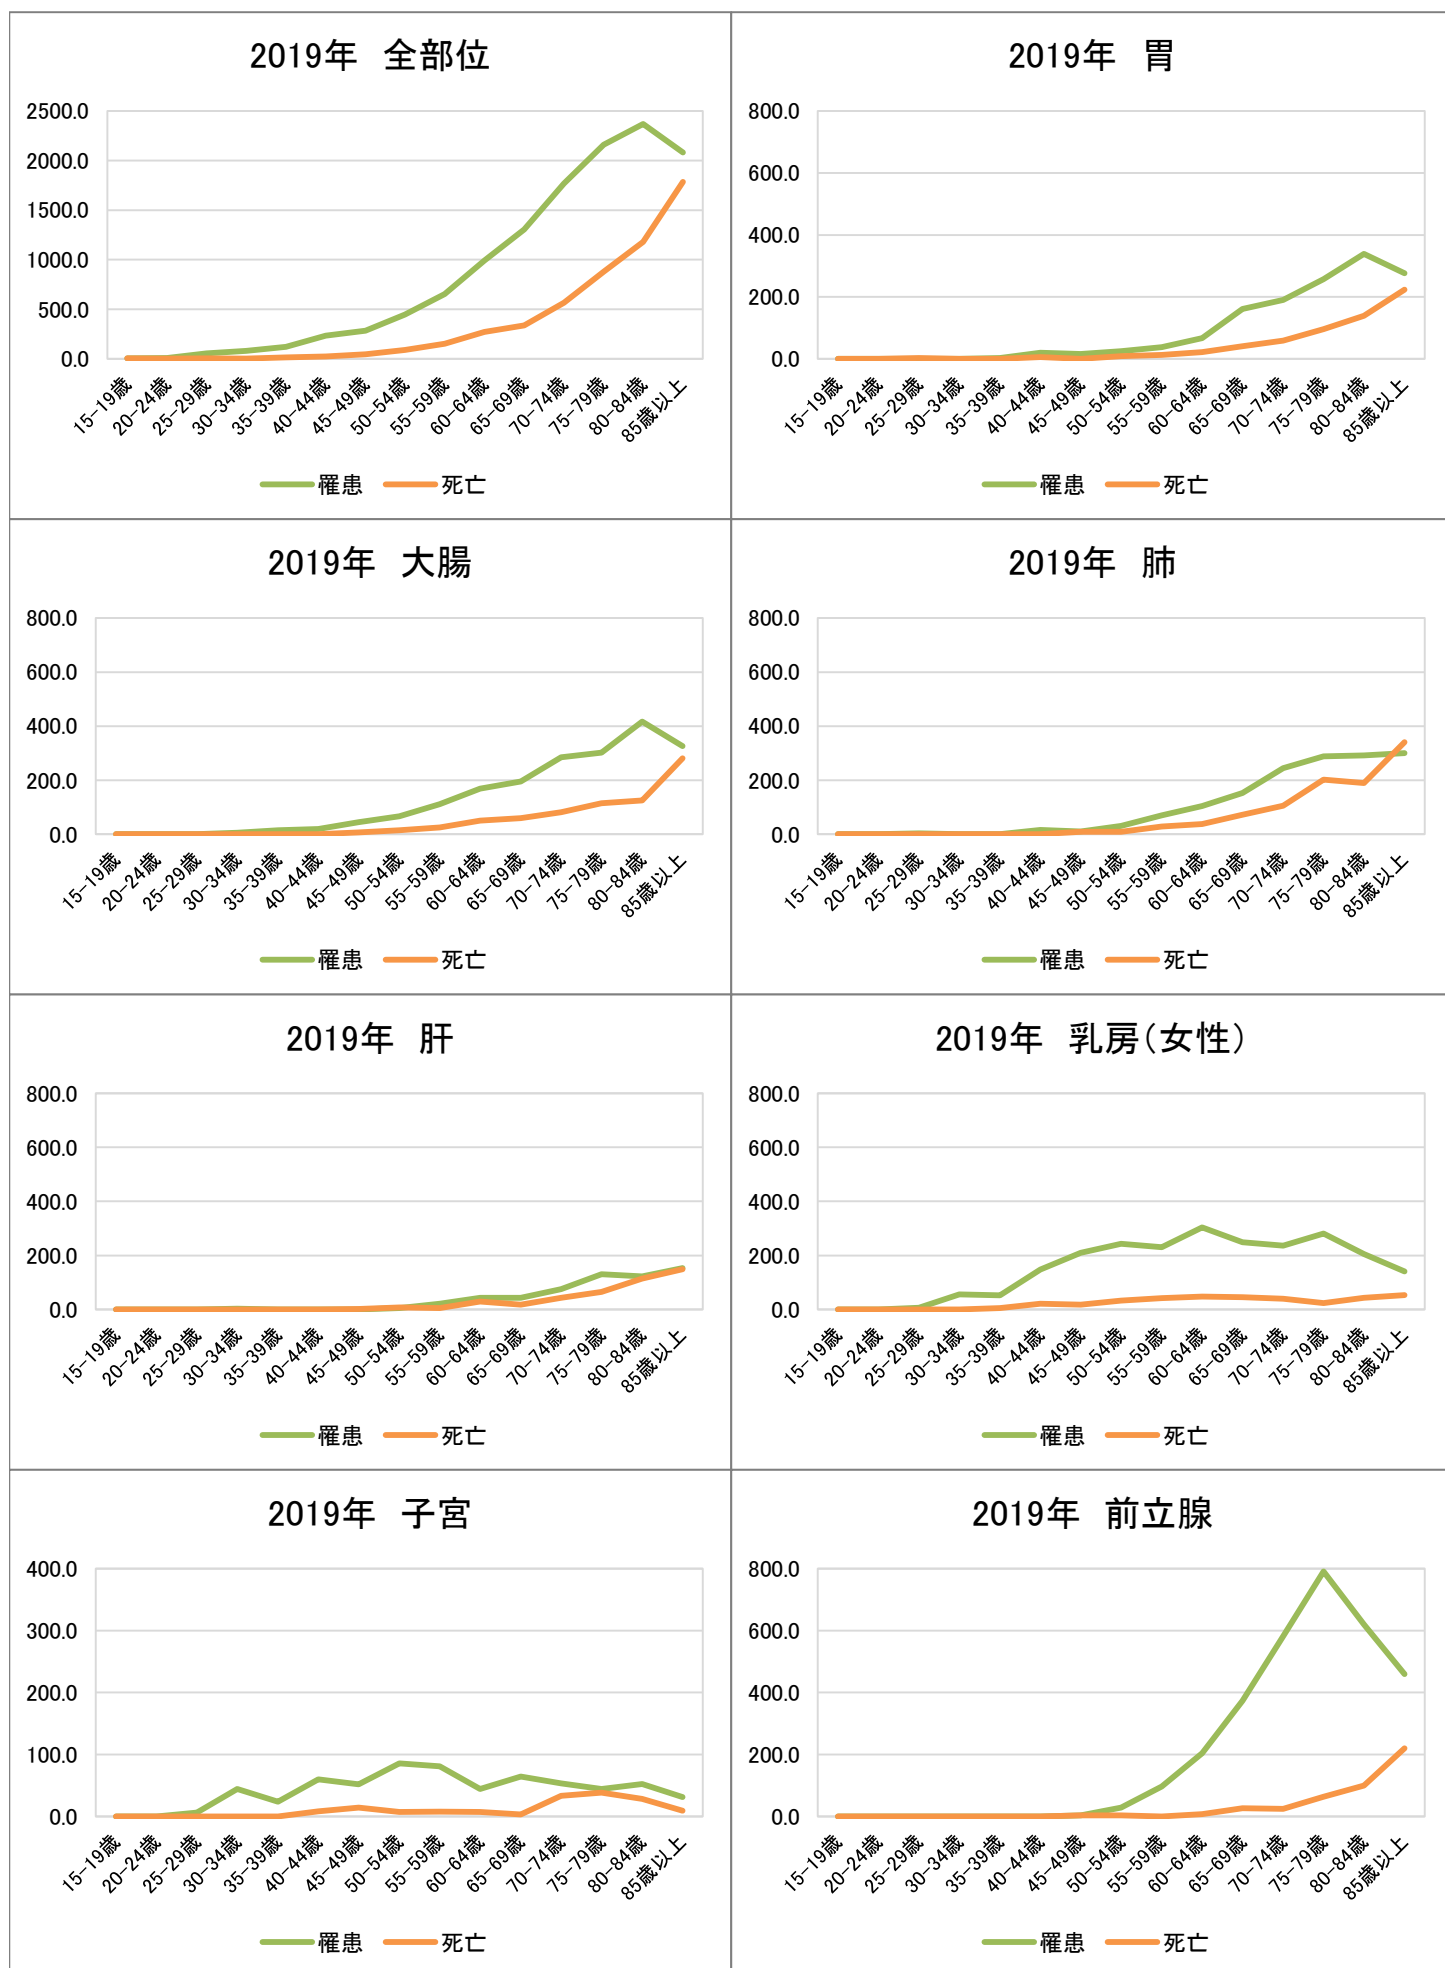 2019年　全部位
2500.0
2000.0
1500.0
1000.0
500.0
0.0
15-19歳
20-24歳
25-29歳
30-34歳
35-39歳
40-44歳
45-49歳
50-54歳
55-59歳
60-64歳
65-69歳
70-74歳
75-79歳
80-84歳
85歳以上
罹患 死亡
2019年　胃
800.0
600.0
400.0
200.0
0.0
15-19歳
20-24歳
25-29歳
30-34歳
35-39歳
40-44歳
45-49歳
50-54歳
55-59歳
60-64歳
65-69歳
70-74歳
75-79歳
80-84歳
85歳以上
罹患 死亡
2019年　大腸
800.0
600.0
400.0
200.0
0.0
15-19歳
20-24歳
25-29歳
30-34歳
35-39歳
40-44歳
45-49歳
50-54歳
55-59歳
60-64歳
65-69歳
70-74歳
75-79歳
80-84歳
85歳以上
罹患 死亡
2019年　肺
800.0
600.0
400.0
200.0
0.0
15-19歳
20-24歳
25-29歳
30-34歳
35-39歳
40-44歳
45-49歳
50-54歳
55-59歳
60-64歳
65-69歳
70-74歳
75-79歳
80-84歳
85歳以上
罹患 死亡
2019年　肝
800.0
600.0
400.0
200.0
0.0
15-19歳
20-24歳
25-29歳
30-34歳
35-39歳
40-44歳
45-49歳
50-54歳
55-59歳
60-64歳
65-69歳
70-74歳
75-79歳
80-84歳
85歳以上
罹患 死亡
2019年　乳房（女性）
800.0
600.0
400.0
200.0
0.0
15-19歳
20-24歳
25-29歳
30-34歳
35-39歳
40-44歳
45-49歳
50-54歳
55-59歳
60-64歳
65-69歳
70-74歳
75-79歳
80-84歳
85歳以上
罹患 死亡
2019年　子宮
400.0
300.0
200.0
100.0
0.0
15-19歳
20-24歳
25-29歳
30-34歳
35-39歳
40-44歳
45-49歳
50-54歳
55-59歳
60-64歳
65-69歳
70-74歳
75-79歳
80-84歳
85歳以上
罹患 死亡
2019年　前立腺
800.0
600.0
400.0
200.0
0.0
15-19歳
20-24歳
25-29歳
30-34歳
35-39歳
40-44歳
45-49歳
50-54歳
55-59歳
60-64歳
65-69歳
70-74歳
75-79歳
80-84歳
85歳以上
罹患 死亡